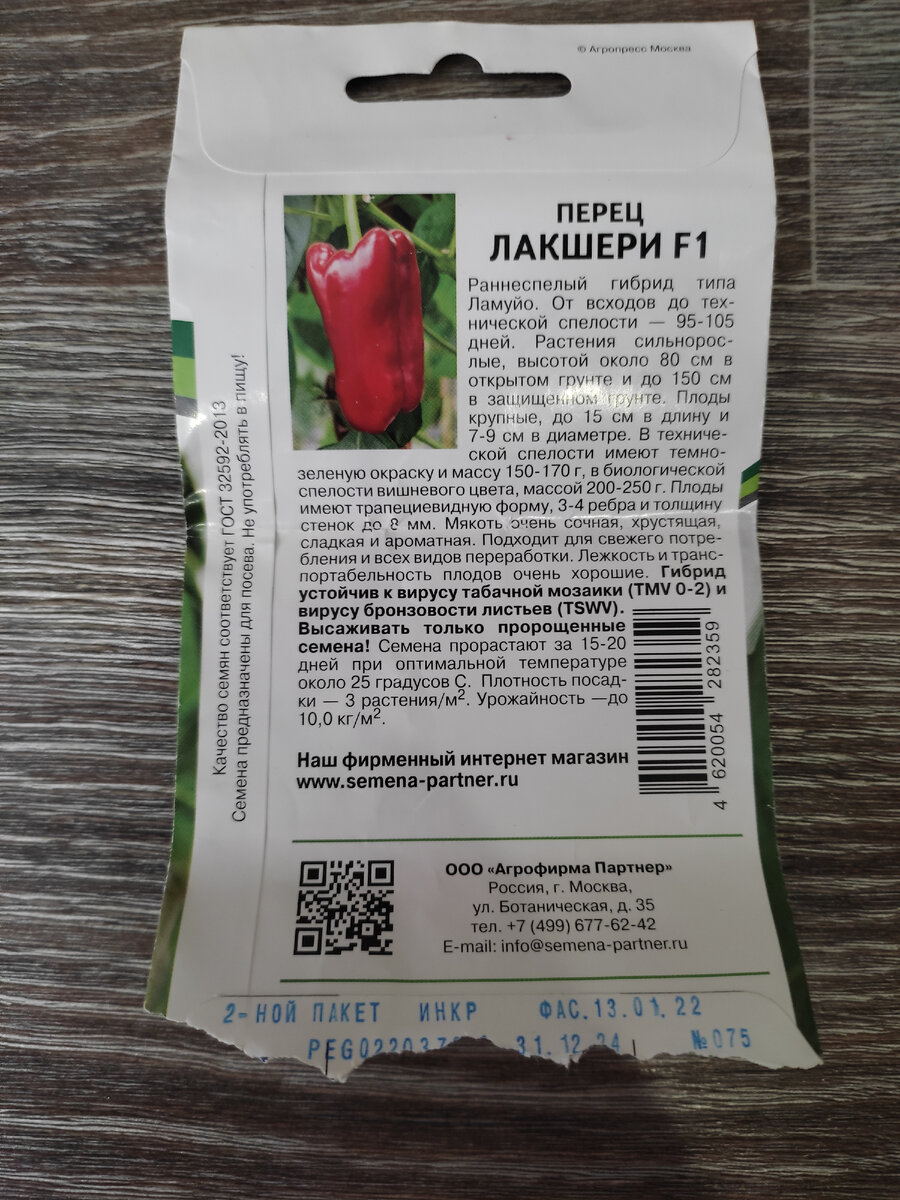 © Агропресс Москва
ПЕРЕЦ
ЛАКШЕРИ F1
Раннеспелый гибрид типа
Ламуйо. От всходов до тех-
нической спелости — 95-105
дней. Растения сильнорос-
лые, высотой около 80 см в
открытом грунте и до 150 см
в защищенном грунте. Плоды
крупные, до 15 см в длину и
7-9 см в диаметре. В техниче-
ской спелости имеют темно-
зеленую окраску и массу 150-170 г, в биологической
спелости вишневого цвета, массой 200-250 г. Плоды
имеют трапециевидную форму, 3-4 ребра и толщину
стенок до 8 мм. Мякоть очень сочная, хрустящая,
сладкая и ароматная. Подходит для свежего потре-
бления и всех видов переработки. Лежкость и транс-
портабельность плодов очень хорошие. Гибрид
устойчив к вирусу табачной мозаики (TMV 0-2) и
вирусу бронзовости листьев (TSWV).
Высаживать только пророщенные
семена! Семена прорастают за 15-20
дней при оптимальной температуре
около 25 градусов С. Плотность посад-
ки — 3 растения/м². Урожайность —до
10,0 кг/м².
Наш фирменный интернет магазин
www.semena-partner.ru
4 620054 282359
Качество семян соответствует ГОСТ 32592-2013
Семена предназначены для посева. Не употреблять в пищу!
ООО «Агрофирма Партнер»
Россия, г. Москва,
ул. Ботаническая, д. 35
тел. +7 (499) 677-62-42
E-mail: info@semena-partner.ru
2-НОЙ ПАКЕТ ИНКР ФАС.13.01.22
31.12.24 №075